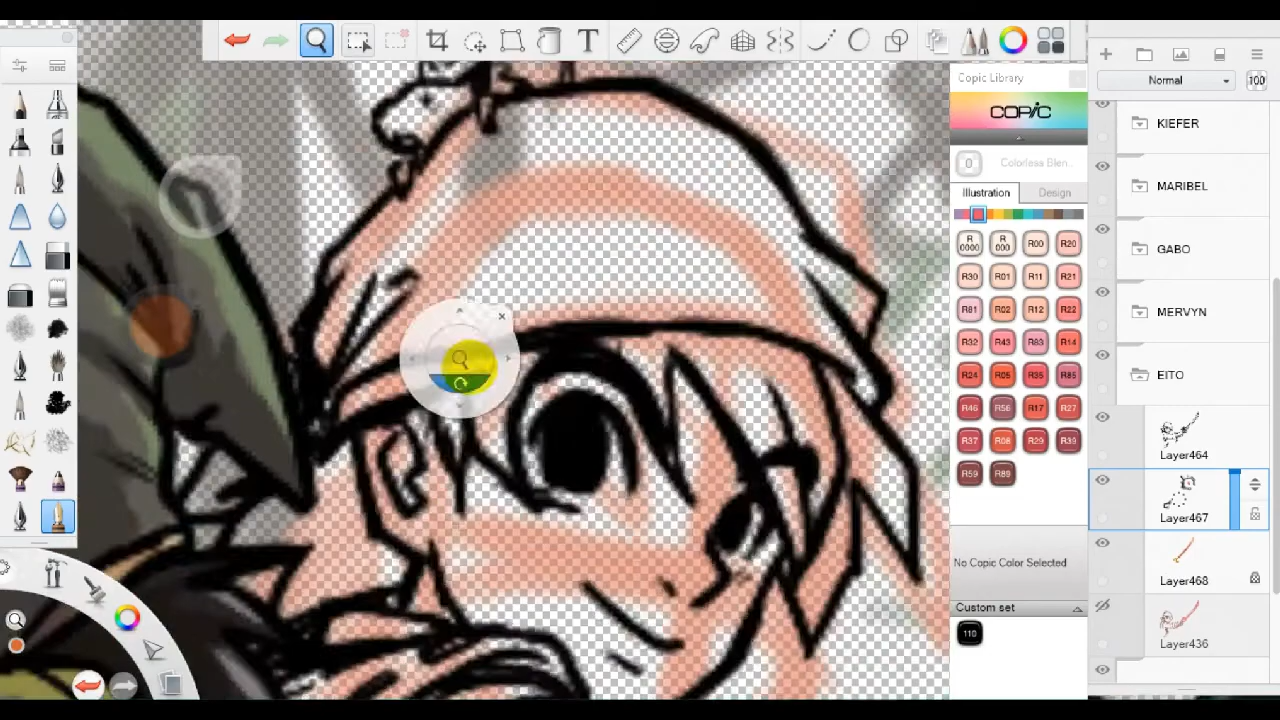 T
Normal
100
Copic Library
COPIC
0
Colorless Blen...
Illustration
Design
R 0000
R 000
R00
R20
R30
R01
R11
R21
R81
R02
R12
R22
R32
R43
R83
R14
R24
R05
R35
R85
R46
R56
R17
R27
R37
R08
R29
R39
R59
R89
No Copic Color Selected
Custom set
110
KIEFER
MARIBEL
GABO
MERVYN
EITO
Layer464
Layer467
Layer468
Layer436